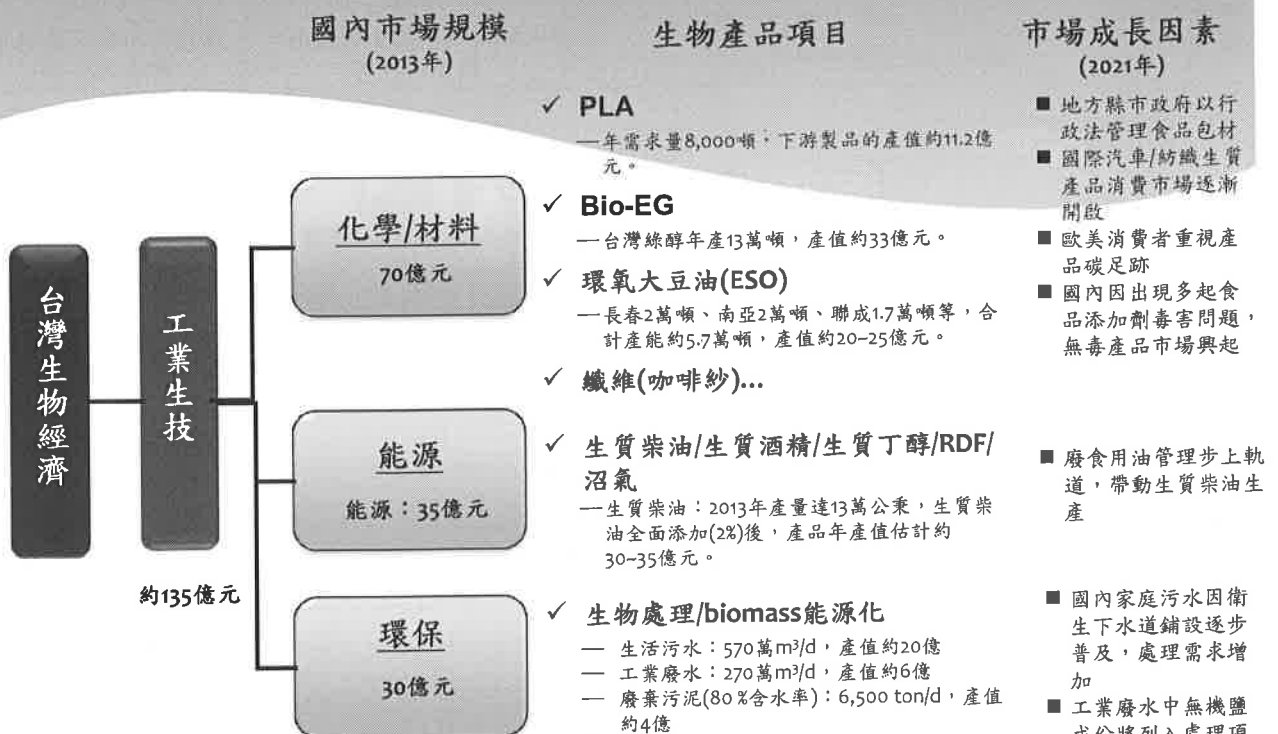 國內市場規模
(2013年)
生物產品項目
市場成長因素
(2021年)
台灣生物經濟
工業生技
約135億元
化學/材料
70億元
✓ PLA
—年需求量8,000噸，下游製品的產值約11.2億
元。
✓ Bio-EG
—台灣綠醇年產13萬噸，產值約33億元。
✓ 環氧大豆油(ESO)
—長春2萬噸、南亞2萬噸、聯成1.7萬噸等，合
計產能約5.7萬噸，產值約20~25億元。
✓ 纖維(咖啡紗)...
■ 地方縣市政府以行
政法管理食品包材
■ 國際汽車/紡織生質
產品消費市場逐漸
開啟
■ 歐美消費者重視產
品碳足跡
■ 國內因出現多起食
品添加劑毒害問題，
無毒產品市場興起
能源
能源：35億元
✓ 生質柴油/生質酒精/生質丁醇/RDF/
沼氣
—生質柴油：2013年產量達13萬公秉，生質柴
油全面添加(2%)後，產品年產值估計約
30~35億元。
■ 廢食用油管理步上軌
道，帶動生質柴油生
產
環保
30億元
✓ 生物處理/biomass能源化
— 生活污水：570萬m³/d，產值約20億
— 工業廢水：270萬m³/d，產值約6億
— 廢棄污泥(80%含水率)：6,500 ton/d，產值
約4億
■ 國內家庭污水因衛
生下水道鋪設逐步
普及，處理需求增
加
■ 工業廢水中無機鹽
成份將列入處理項